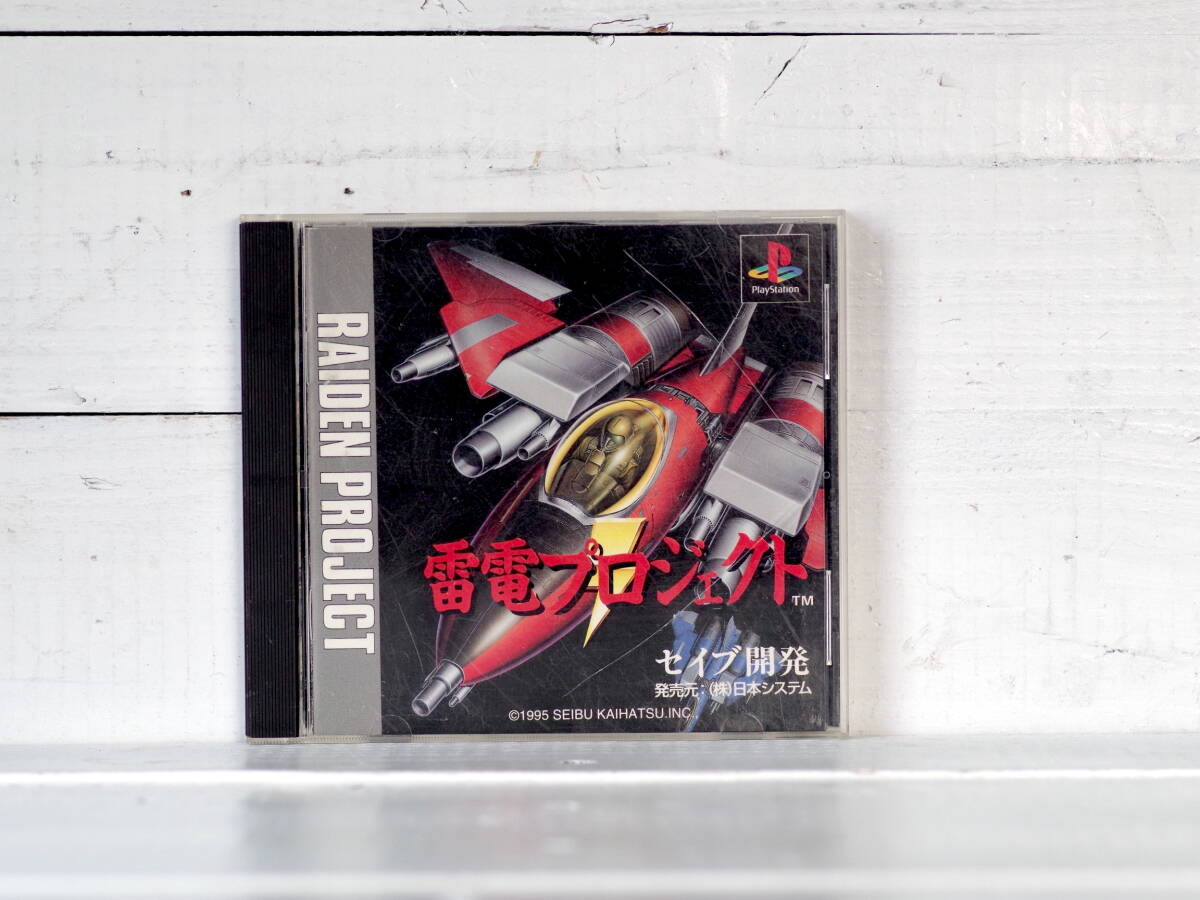 RAIDEN PROJECT
PlayStation
雷電プロジェクト
TM
セイブ開発
発売元:(株)日本システム
©1995 SEIBU KAIHATSU.INC.,